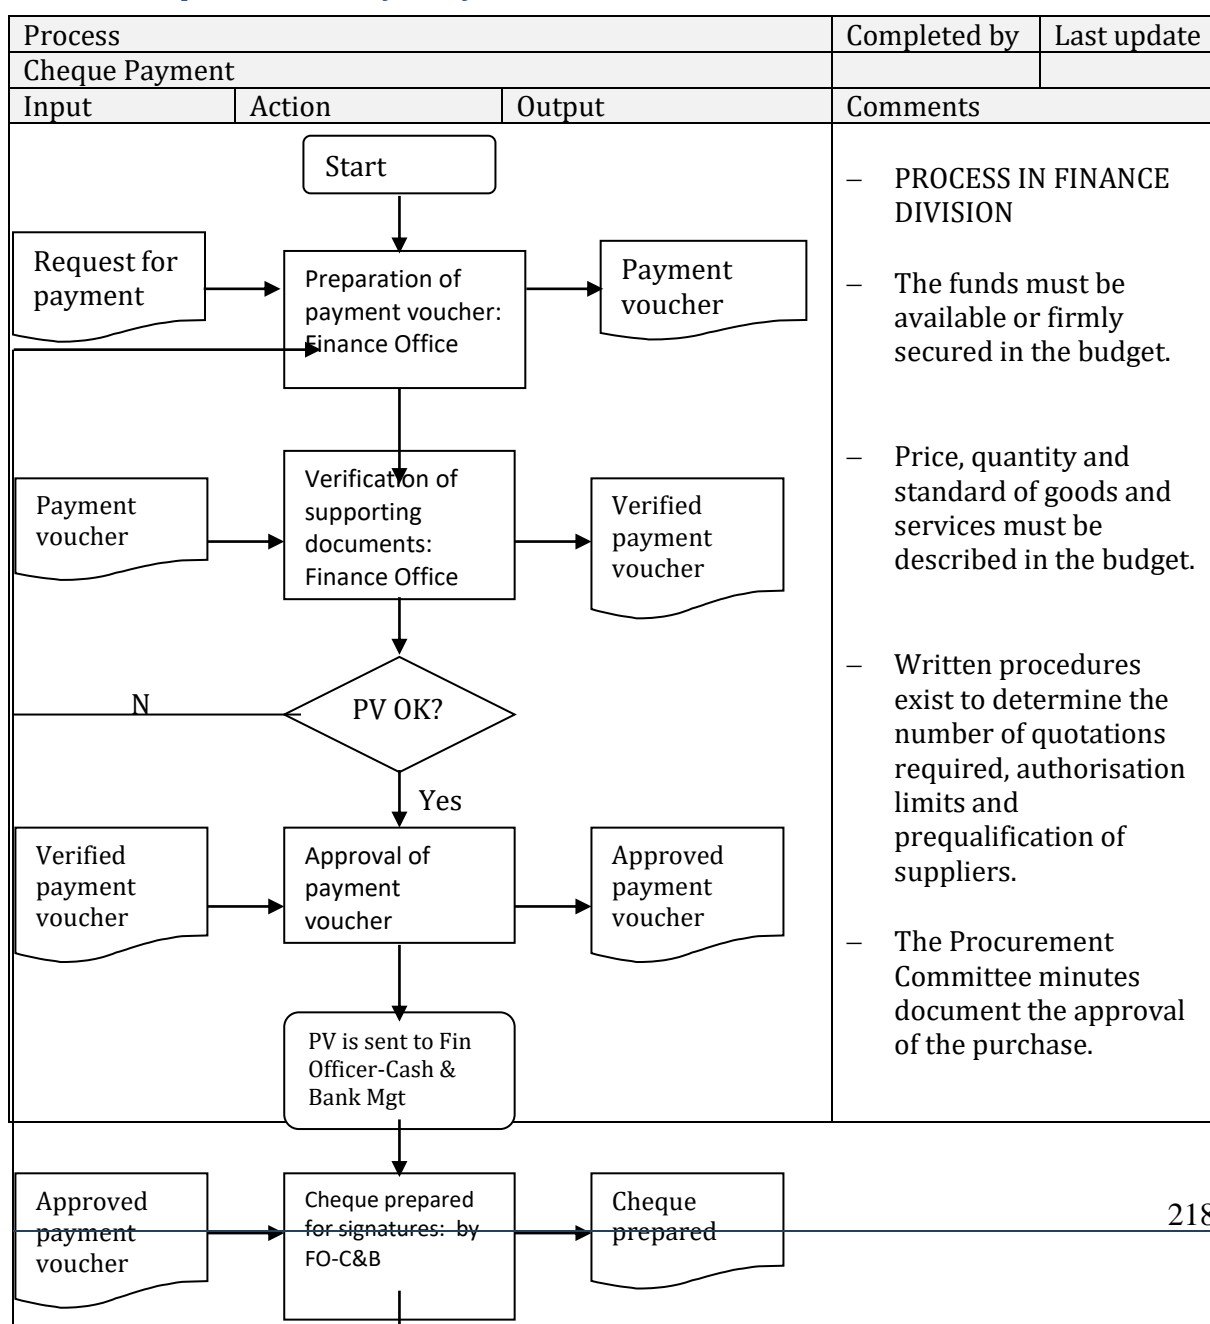 Process Completed by Last update
Cheque Payment
Input Action Output Comments
Start
Request for
payment
Preparation of
payment voucher:
Finance Office
Payment
voucher
Payment
voucher
Verification of
supporting
documents:
Finance Office
Verified
payment
voucher
N
PV OK?
Yes
Verified
payment
voucher
Approval of
payment
voucher
Approved
payment
voucher
PV is sent to Fin
Officer-Cash &
Bank Mgt
Approved
payment
voucher
Cheque prepared
for signatures: by
FO-C&B
Cheque
prepared
– PROCESS IN FINANCE
DIVISION
– The funds must be
available or firmly
secured in the budget.
– Price, quantity and
standard of goods and
services must be
described in the budget.
– Written procedures
exist to determine the
number of quotations
required, authorisation
limits and
prequalification of
suppliers.
– The Procurement
Committee minutes
document the approval
of the purchase.
218